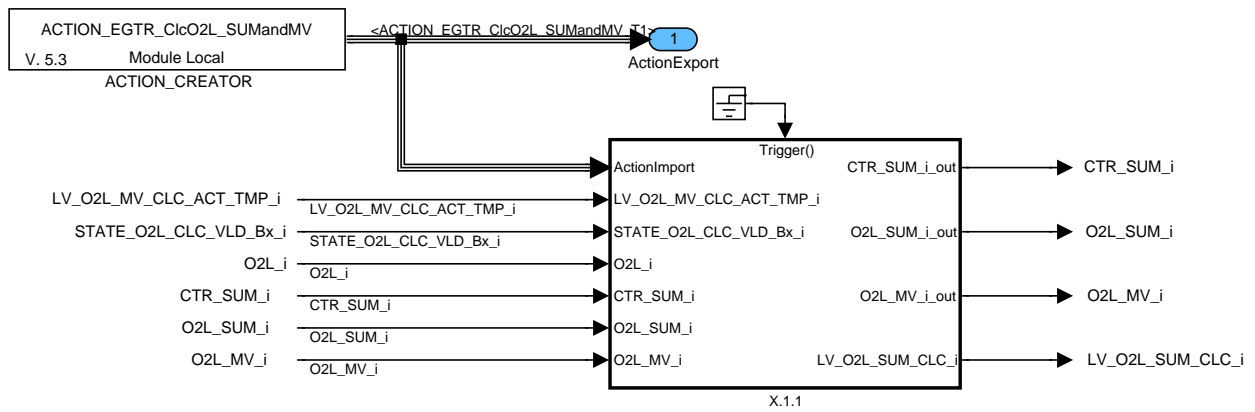 ACTION_EGTR_ClcO2L_SUMandMV
V. 5.3 Module Local
ACTION_CREATOR
<ACTION_EGTR_ClcO2L_SUMandMV_T1>
1
ActionExport
Trigger()
ActionImport
CTR_SUM_i_out
CTR_SUM_i
LV_O2L_MV_CLC_ACT_TMP_i
LV_O2L_MV_CLC_ACT_TMP_i
LV_O2L_MV_CLC_ACT_TMP_i
STATE_O2L_CLC_VLD_Bx_i
STATE_O2L_CLC_VLD_Bx_i
STATE_O2L_CLC_VLD_Bx_i
O2L_SUM_i_out
O2L_SUM_i
O2L_i
O2L_i
O2L_i
CTR_SUM_i
CTR_SUM_i
CTR_SUM_i
O2L_MV_i_out
O2L_MV_i
O2L_SUM_i
O2L_SUM_i
O2L_SUM_i
O2L_MV_i
O2L_MV_i
O2L_MV_i
LV_O2L_SUM_CLC_i
LV_O2L_SUM_CLC_i
X.1.1